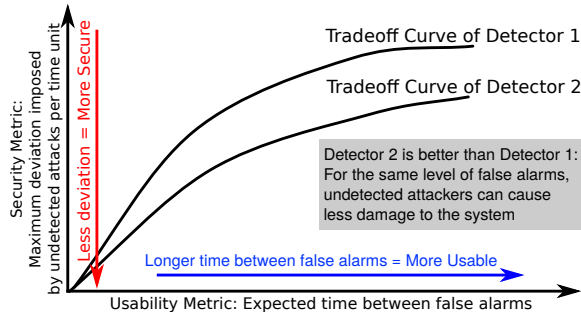 Security Metric:
Maximum deviation imposed
by undetected attacks per time unit
Less deviation = More Secure
Tradeoff Curve of Detector 1
Tradeoff Curve of Detector 2
Detector 2 is better than Detector 1:
For the same level of false alarms,
undetected attackers can cause
less damage to the system
Longer time between false alarms = More Usable
Usability Metric: Expected time between false alarms